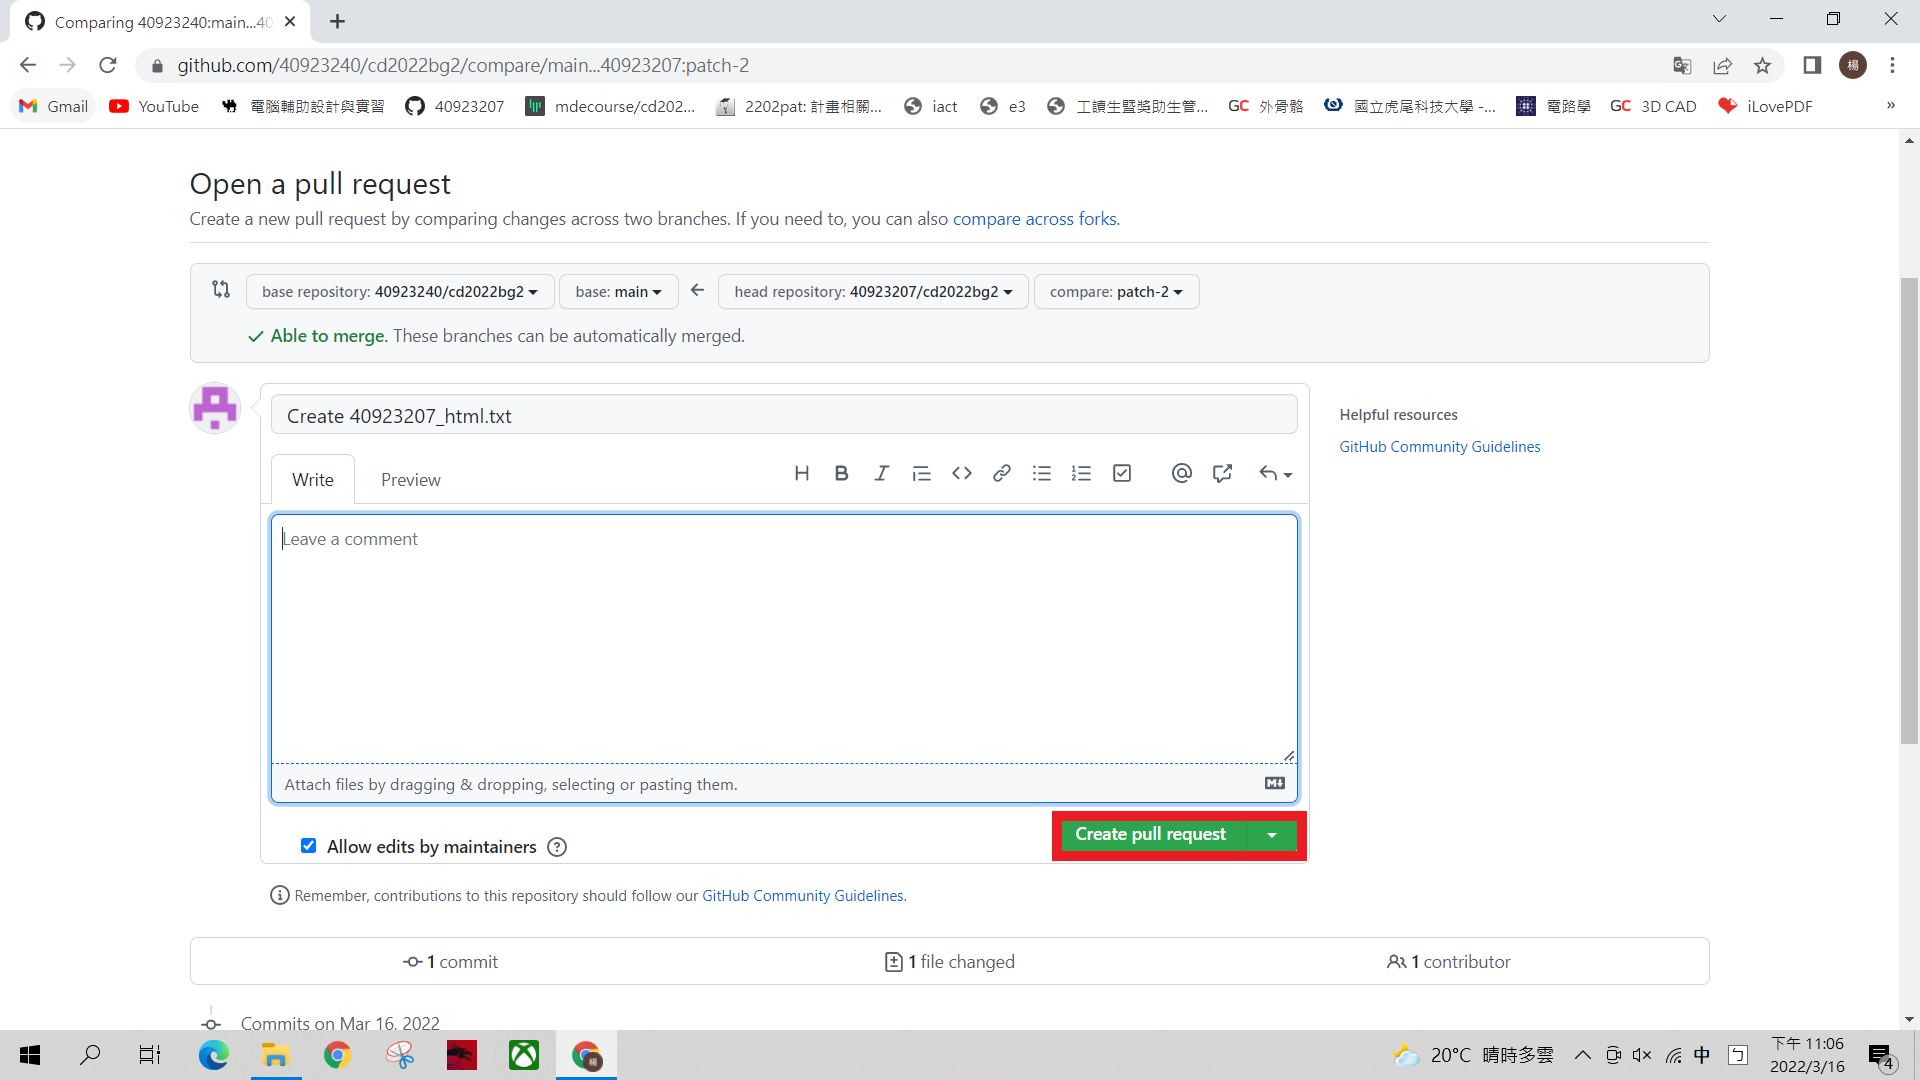 Comparing 40923240:main...40
github.com/40923240/cd2022bg2/compare/main...40923207:patch-2
楊
Gmail
YouTube
電腦輔助設計與實習
40923207
mdecourse/cd202...
2202pat: 計畫相關...
iact
e3
工讀生暨獎助生管...
GC 外骨骼
國立虎尾科技大學 -...
電路學
GC 3D CAD
iLovePDF
»
Open a pull request
Create a new pull request by comparing changes across two branches. If you need to, you can also compare across forks.
base repository: 40923240/cd2022bg2
base: main
head repository: 40923207/cd2022bg2
compare: patch-2
Able to merge. These branches can be automatically merged.
Create 40923207_html.txt
Helpful resources
GitHub Community Guidelines
Write
Preview
Leave a comment
Attach files by dragging & dropping, selecting or pasting them.
Allow edits by maintainers
Create pull request
Remember, contributions to this repository should follow our GitHub Community Guidelines.
1 commit
1 file changed
1 contributor
Commits on Mar 16, 2022
20°C 晴時多雲
中
下午 11:06
2022/3/16
4